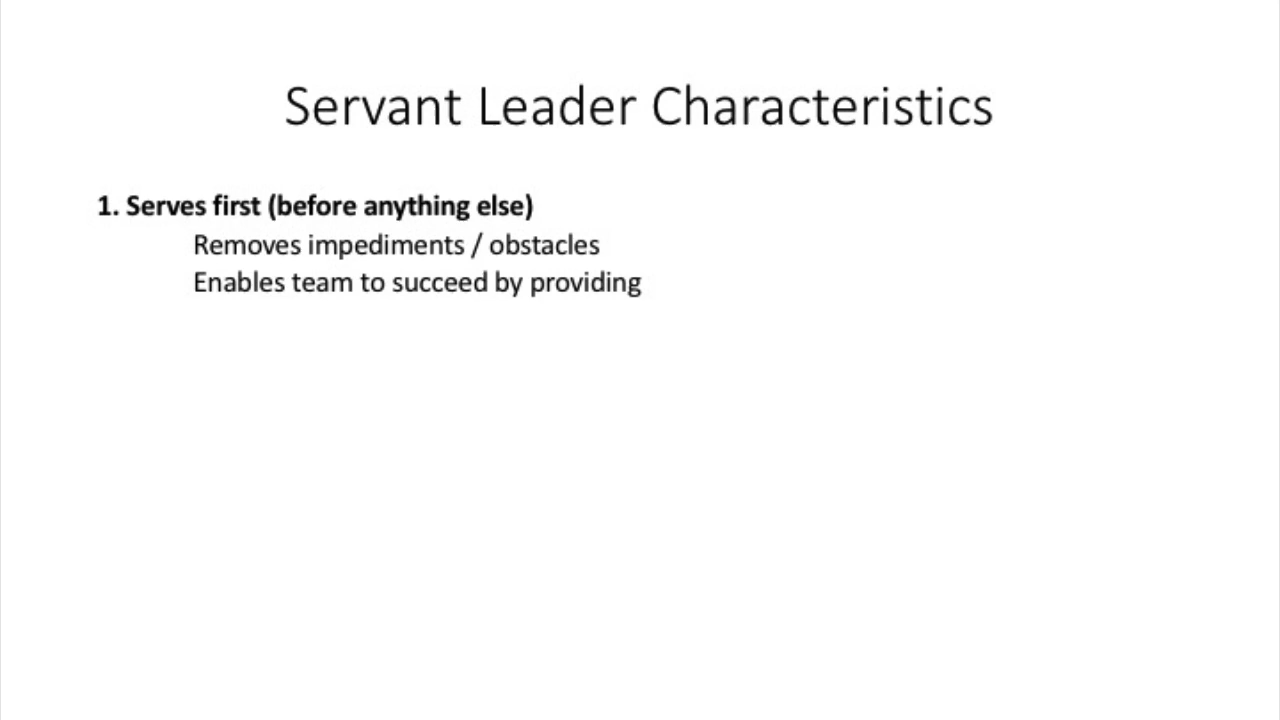 Servant Leader Characteristics
1. Serves first (before anything else)
Removes impediments / obstacles
Enables team to succeed by providing